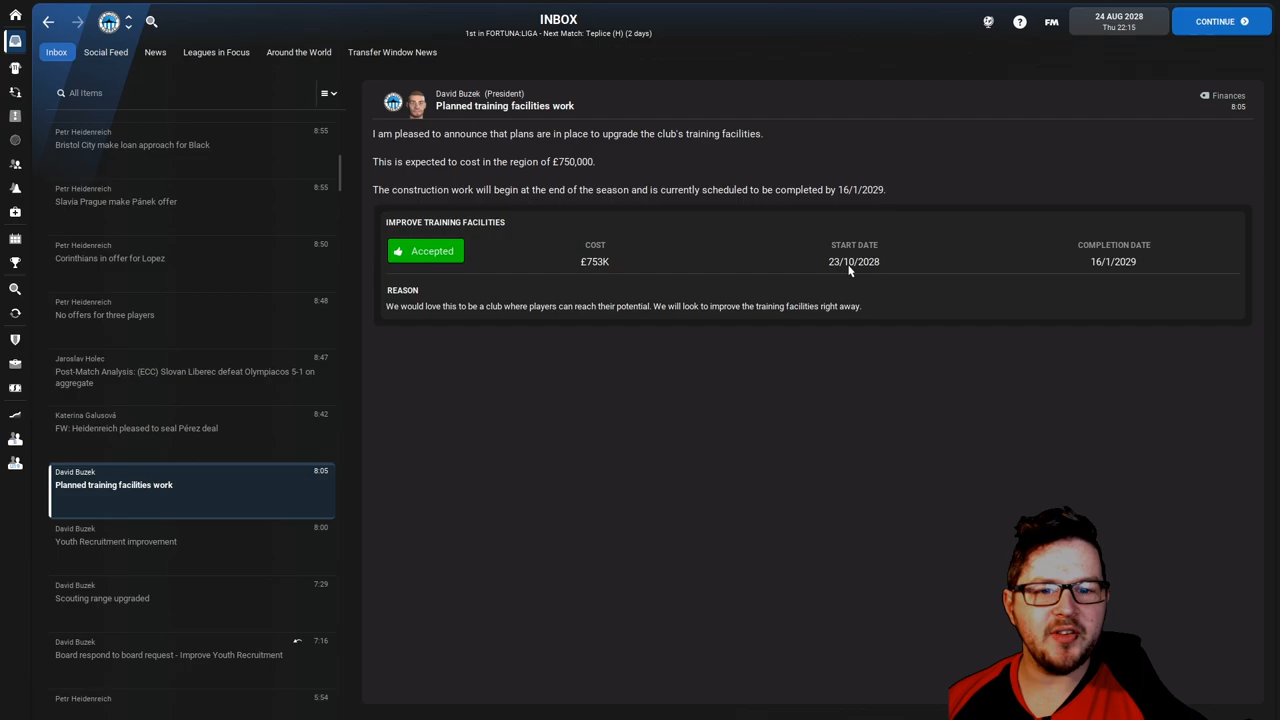 INBOX
1st in FORTUNA:LIGA - Next Match: Teplice (H) (2 days)
?
FM
24 AUG 2028
Thu 22:15
CONTINUE
Inbox
Social Feed
News
Leagues in Focus
Around the World
Transfer Window News
All Items
Petr Heidenreich
8:55
Bristol City make loan approach for Black
Petr Heidenreich
8:55
Slavia Prague make Pánek offer
Petr Heidenreich
8:50
Corinthians in offer for Lopez
Petr Heidenreich
8:48
No offers for three players
Jaroslav Holec
8:47
Post-Match Analysis: (ECC) Slovan Liberec defeat Olympiacos 5-1 on
aggregate
Katerina Galusová
8:42
FW: Heidenreich pleased to seal Pérez deal
David Buzek
8:05
Planned training facilities work
David Buzek
8:00
Youth Recruitment improvement
David Buzek
7:29
Scouting range upgraded
David Buzek
7:16
Board respond to board request - Improve Youth Recruitment
Petr Heidenreich
5:54
David Buzek (President)
Planned training facilities work
Finances
8:05
I am pleased to announce that plans are in place to upgrade the club's training facilities.
This is expected to cost in the region of £750,000.
The construction work will begin at the end of the season and is currently scheduled to be completed by 16/1/2029.
IMPROVE TRAINING FACILITIES
Accepted
COST
£753K
START DATE
23/10/2028
COMPLETION DATE
16/1/2029
REASON
We would love this to be a club where players can reach their potential. We will look to improve the training facilities right away.